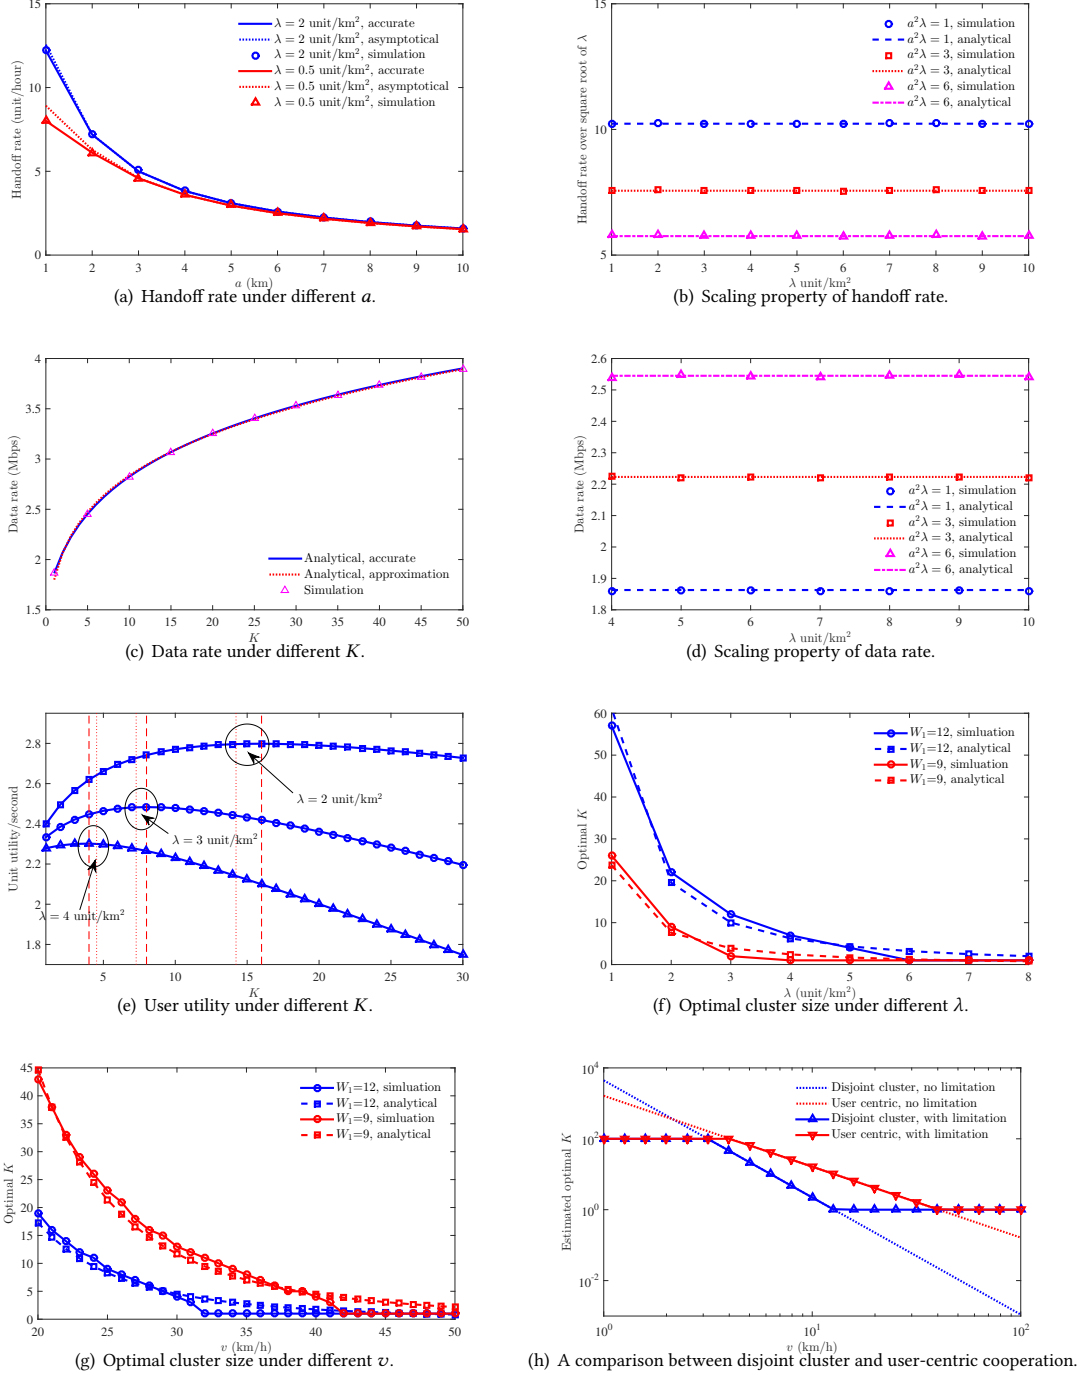 15
10
5
0
Handoff rate (unit/hour)
λ = 2 unit/km², accurate
λ = 2 unit/km², asymptotical
λ = 2 unit/km², simulation
λ = 0.5 unit/km², accurate
λ = 0.5 unit/km², asymptotical
λ = 0.5 unit/km², simulation
1 2 3 4 5 6 7 8 9 10
a (km)
(a) Handoff rate under different a.
15
10
5
Handoff rate over square root of λ
a²λ = 1, simulation
a²λ = 1, analytical
a²λ = 3, simulation
a²λ = 3, analytical
a²λ = 6, simulation
a²λ = 6, analytical
1 2 3 4 5 6 7 8 9 10
λ unit/km²
(b) Scaling property of handoff rate.
4
3.5
3
2.5
2
1.5
Data rate (Mbps)
Analytical, accurate
Analytical, approximation
Simulation
0 5 10 15 20 25 30 35 40 45 50
K
(c) Data rate under different K.
2.6
2.5
2.4
2.3
2.2
2.1
2
1.9
1.8
Data rate (Mbps)
a²λ = 1, simulation
a²λ = 1, analytical
a²λ = 3, simulation
a²λ = 3, analytical
a²λ = 6, simulation
a²λ = 6, analytical
4 5 6 7 8 9 10
λ unit/km²
(d) Scaling property of data rate.
2.8
2.6
2.4
2.2
2
1.8
Unit utility/second
λ = 2 unit/km²
λ = 3 unit/km²
λ = 4 unit/km²
5 10 15 20 25 30
K
(e) User utility under different K.
60
50
40
30
20
10
0
Optimal K
W₁=12, simluation
W₁=12, analytical
W₁=9, simluation
W₁=9, analytical
1 2 3 4 5 6 7 8
λ (unit/km²)
(f) Optimal cluster size under different λ.
45
40
35
30
25
20
15
10
5
0
Optimal K
W₁=12, simluation
W₁=12, analytical
W₁=9, simluation
W₁=9, analytical
20 25 30 35 40 45 50
v (km/h)
(g) Optimal cluster size under different v.
10⁴
10²
10⁰
10⁻²
Estimated optimal K
Disjoint cluster, no limitation
User centric, no limitation
Disjoint cluster, with limitation
User centric, with limitation
10⁰ 10¹ 10²
v (km/h)
(h) A comparison between disjoint cluster and user-centric cooperation.